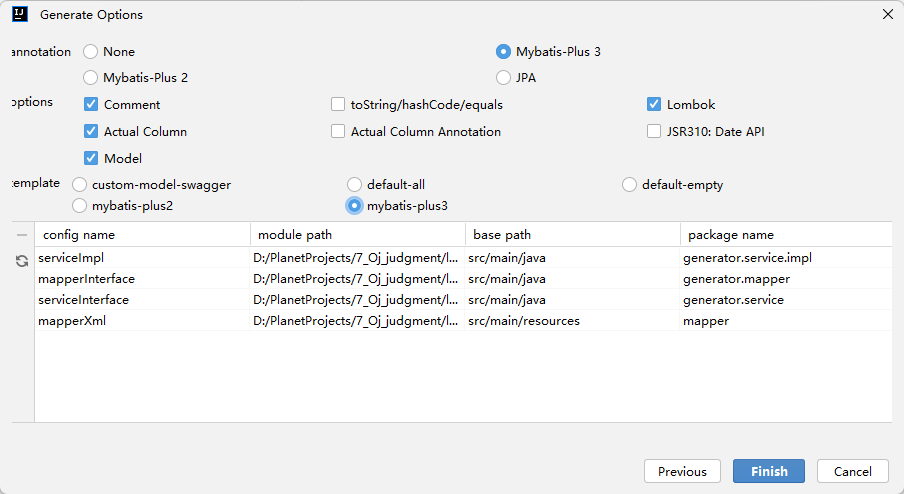 IJ Generate Options
annotation None Mybatis-Plus 3
Mybatis-Plus 2 JPA
options Comment toString/hashCode/equals Lombok
Actual Column Actual Column Annotation JSR310: Date API
Model
template custom-model-swagger default-all default-empty
mybatis-plus2 mybatis-plus3
config name module path base path package name
serviceImpl D:/PlanetProjects/7_Oj_judgment/l... src/main/java generator.service.impl
mapperInterface D:/PlanetProjects/7_Oj_judgment/l... src/main/java generator.mapper
serviceInterface D:/PlanetProjects/7_Oj_judgment/l... src/main/java generator.service
mapperXml D:/PlanetProjects/7_Oj_judgment/l... src/main/resources mapper
Previous Finish Cancel